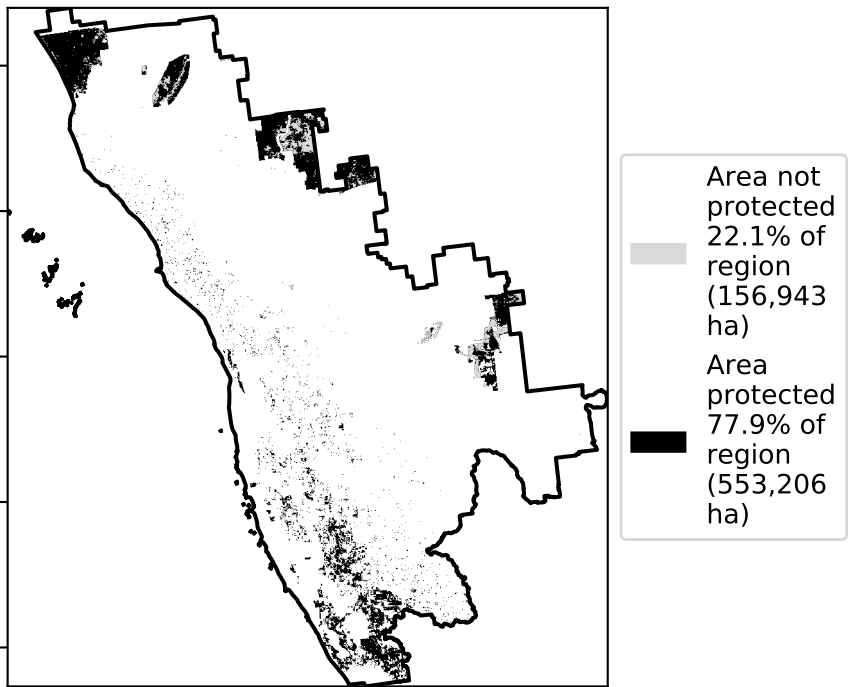 Area not
protected
22.1% of
region
(156,943
ha)
Area
protected
77.9% of
region
(553,206
ha)